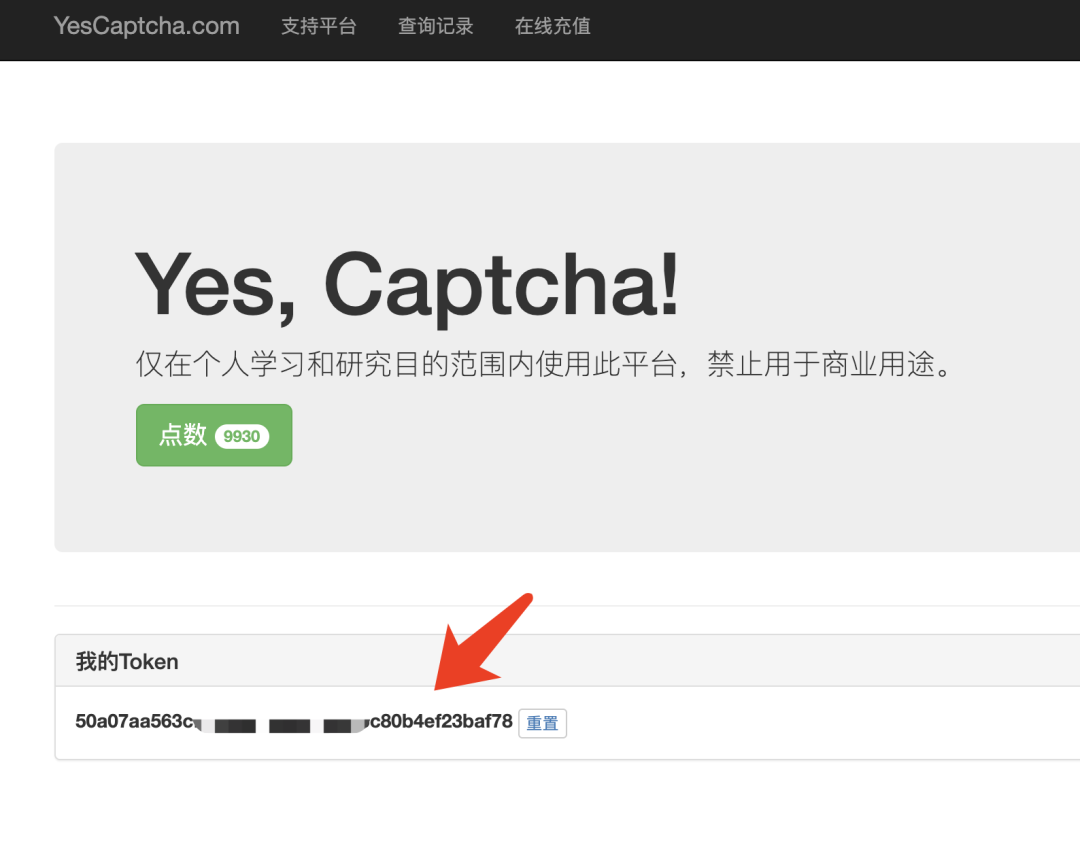 YesCaptcha.com 支持平台 查询记录 在线充值
Yes, Captcha!
仅在个人学习和研究目的范围内使用此平台，禁止用于商业用途。
点数 9930
我的Token
50a07aa563c c80b4ef23baf78 重置